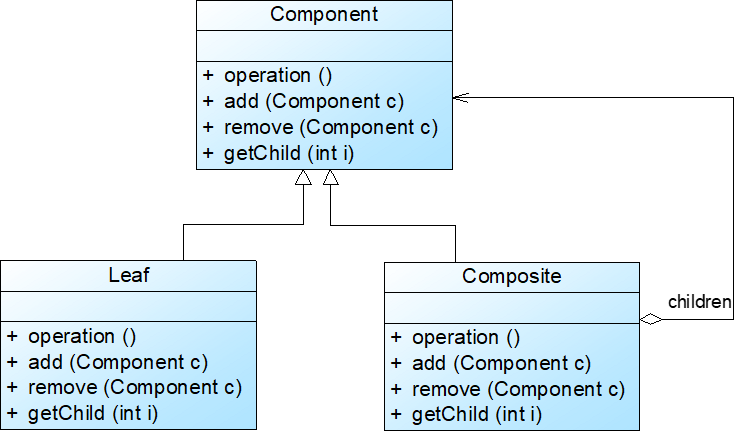 Component
+ operation ()
+ add (Component c)
+ remove (Component c)
+ getChild (int i)
Leaf
+ operation ()
+ add (Component c)
+ remove (Component c)
+ getChild (int i)
Composite
+ operation ()
+ add (Component c)
+ remove (Component c)
+ getChild (int i)
children